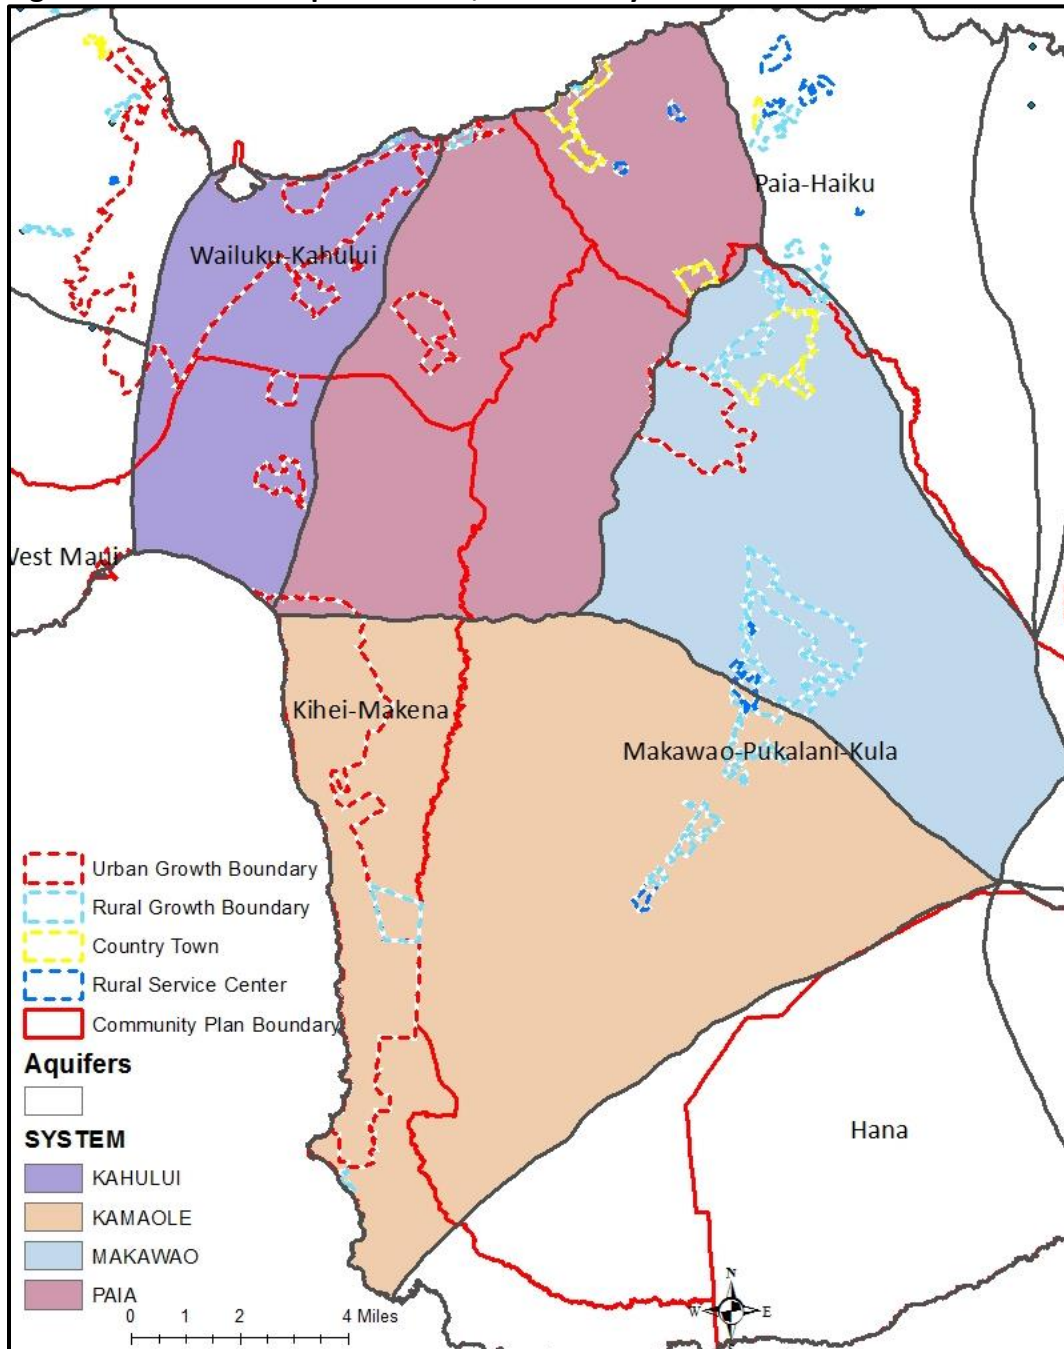 Paia-Haiku
Wailuku-Kahului
West Maui
Kihei-Makena
Makawao-Pukalani-Kula
Urban Growth Boundary
Rural Growth Boundary
Country Town
Rural Service Center
Community Plan Boundary
Aquifers
SYSTEM
KAHULUI
KAMAOLE
MAKAWAO
PAIA
Hana
0 1 2 4 Miles
N
W E